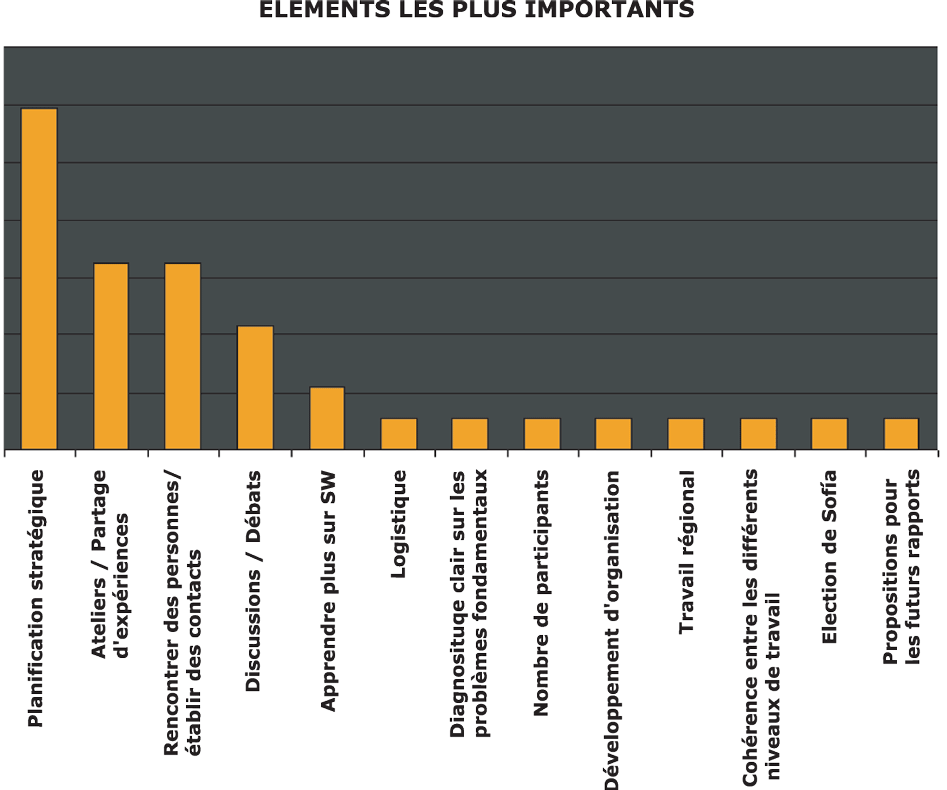 ELEMENTS LES PLUS IMPORTANTS
Planification stratégique
Ateliers / Partage
d'expériences
Rencontrer des personnes/
établir des contacts
Discussions / Débats
Apprendre plus sur SW
Logistique
Diagnosituqe clair sur les
problèmes fondamentaux
Nombre de participants
Développement d'organisation
Travail régional
Cohérence entre les différents
niveaux de travail
Election de Sofía
Propositions pour
les futurs rapports